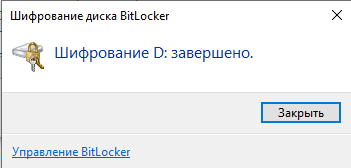 Шифрование диска BitLocker
Шифрование D: завершено.
Закрыть
Управление BitLocker